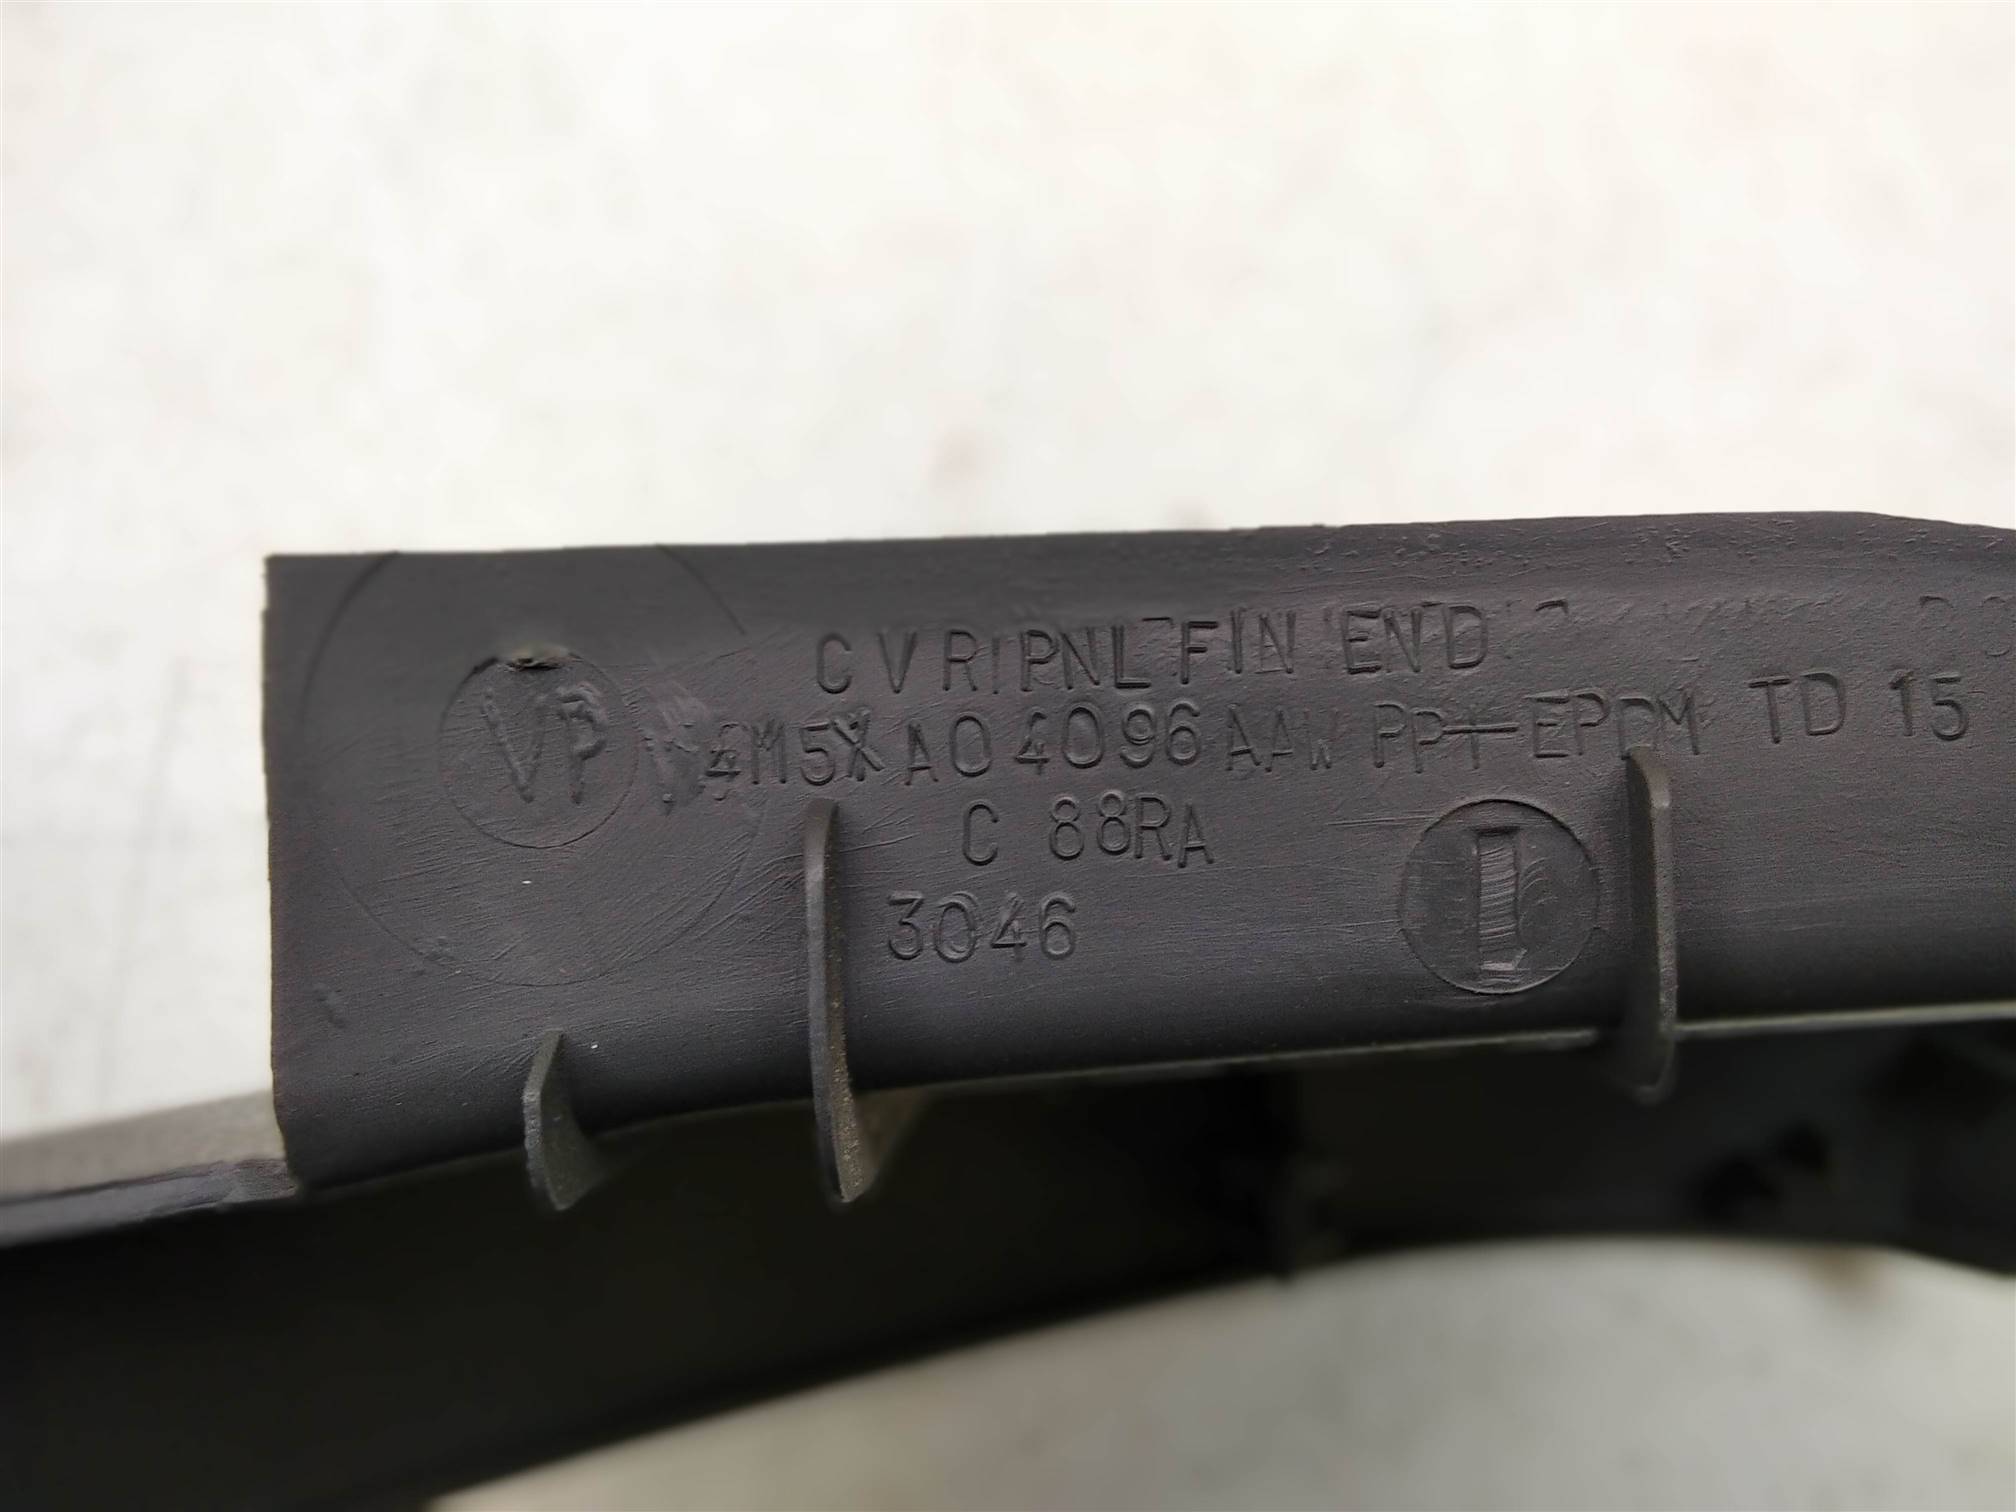 CVR PNL FIN END
VP 4M5X A04096 AAW PP+EPDM TD 15
C 88RA
3046